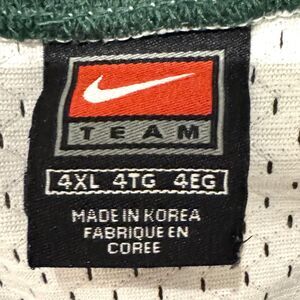 TEAM
4XL 4TG 4EG
MADE IN KOREA
FABRIQUE EN
COREE